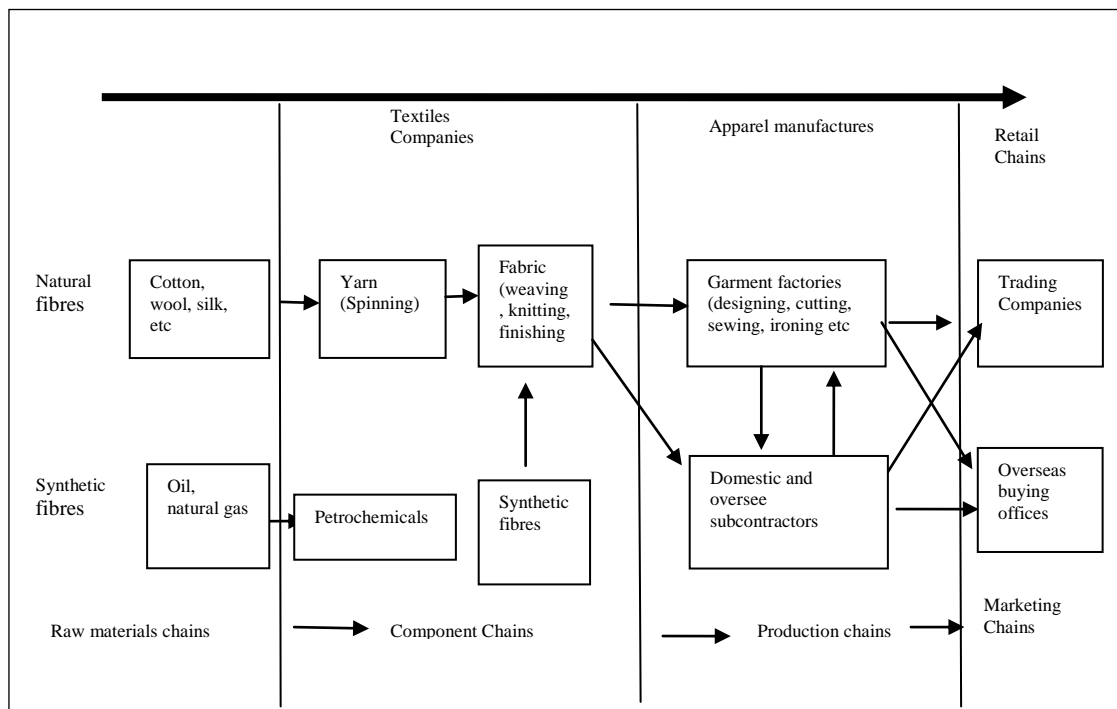 Textiles
Companies
Apparel manufactures
Retail
Chains
Natural
fibres
Cotton,
wool, silk,
etc
Yarn
(Spinning)
Fabric
(weaving
, knitting,
finishing
Garment factories
(designing, cutting,
sewing, ironing etc
Trading
Companies
Synthetic
fibres
Oil,
natural gas
Petrochemicals
Synthetic
fibres
Domestic and
oversee
subcontractors
Overseas
buying
offices
Raw materials chains
Component Chains
Production chains
Marketing
Chains